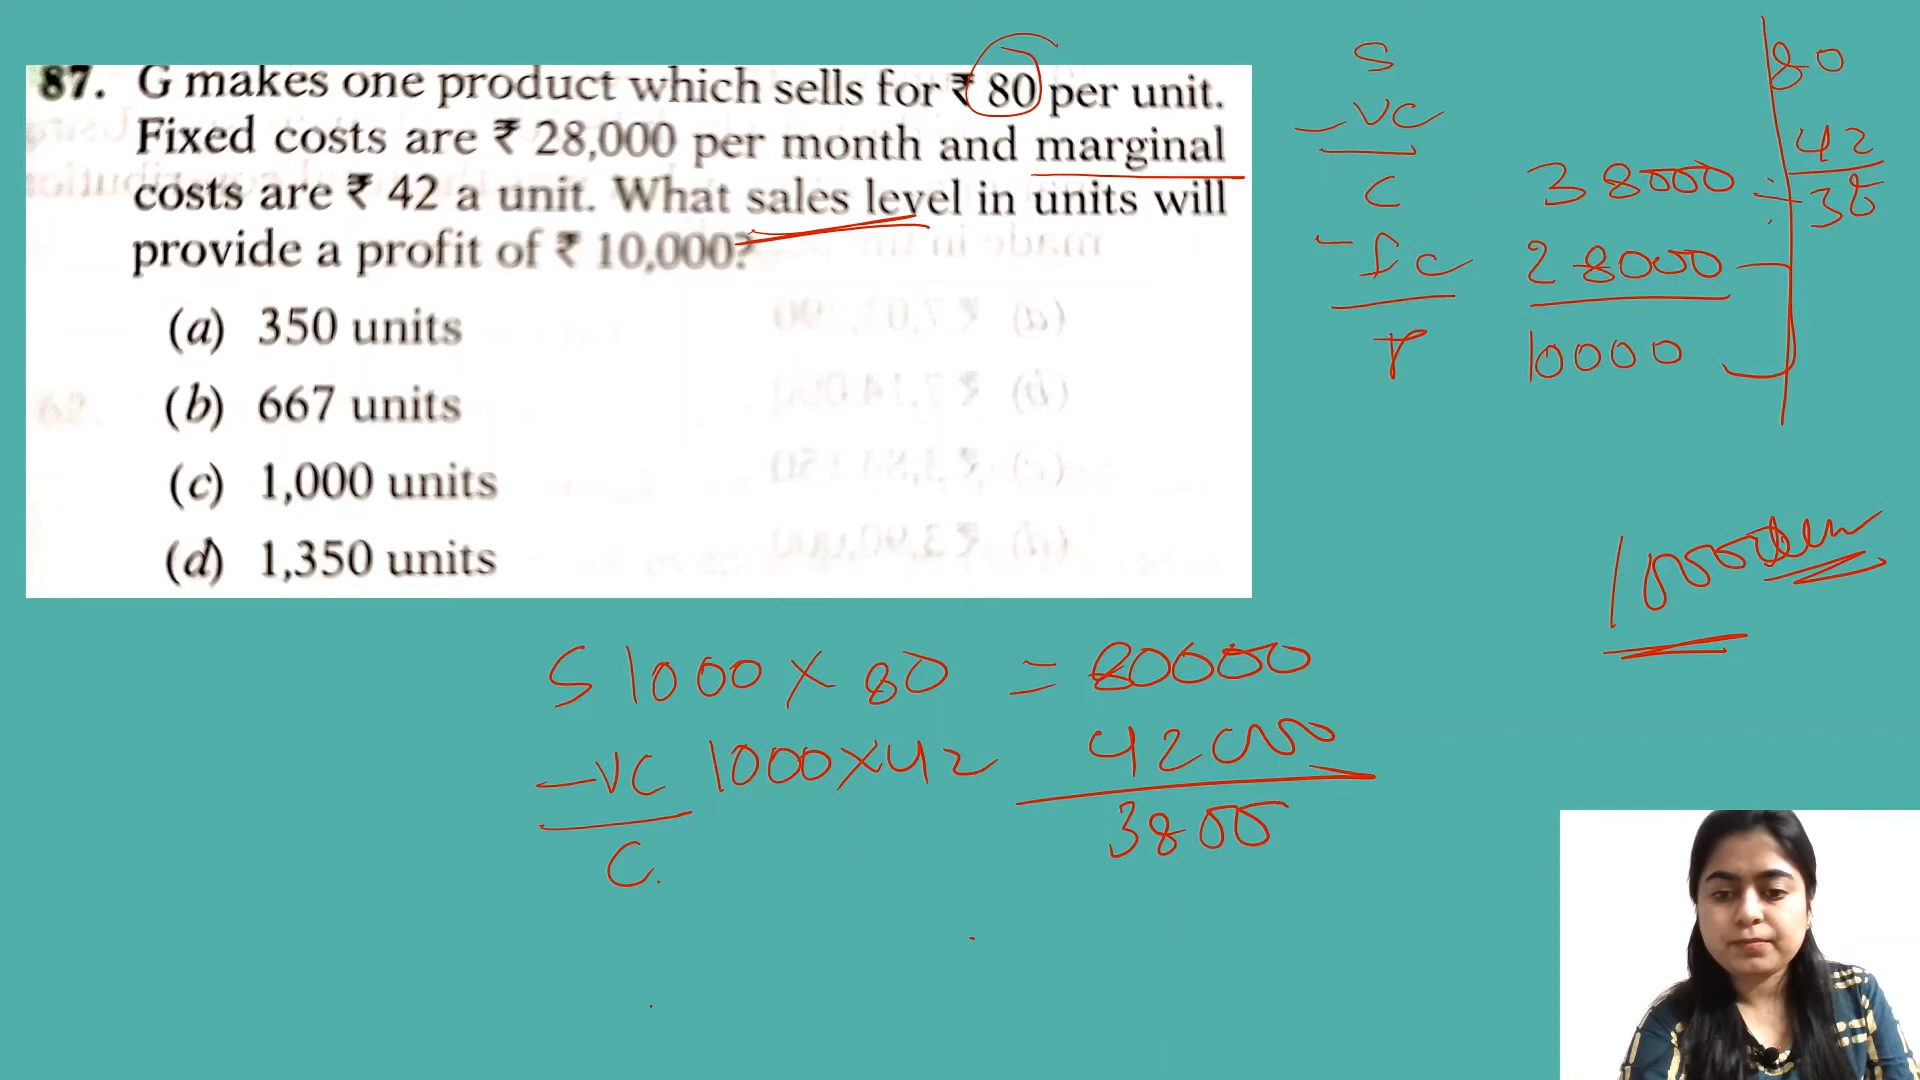 87. G makes one product which sells for ₹ 80 per unit.
Fixed costs are ₹ 28,000 per month and marginal
costs are ₹ 42 a unit. What sales level in units will
provide a profit of ₹ 10,000?
(a) 350 units
(b) 667 units
(c) 1,000 units
(d) 1,350 units
S 80
- VC 42
C 38000 ÷ 38
- FC 28000
P 10000
1000
S 1000 × 80 = 80000
- VC 1000 × 42 42000
C. 3800